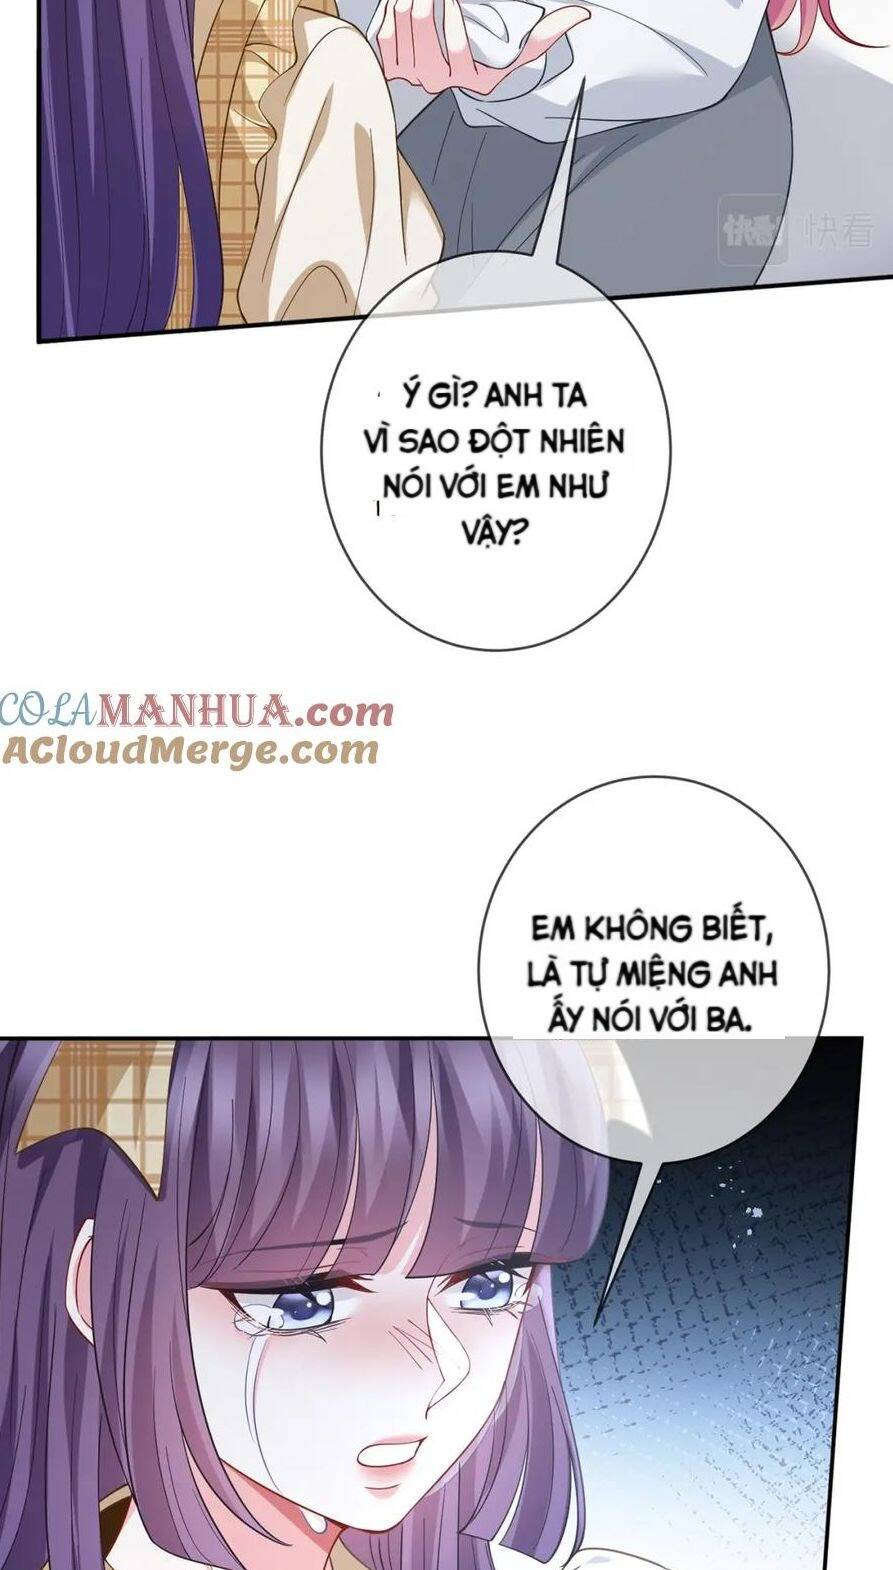 快看! 快看
Ý GÌ? ANH TA
VÌ SAO ĐỘT NHIÊN
NÓI VỚI EM NHƯ
VẬY?
COLAMANHUA.com
ACloudMerge.com
EM KHÔNG BIẾT,
LÀ TỰ MIỆNG ANH
ẤY NÓI VỚI BA.